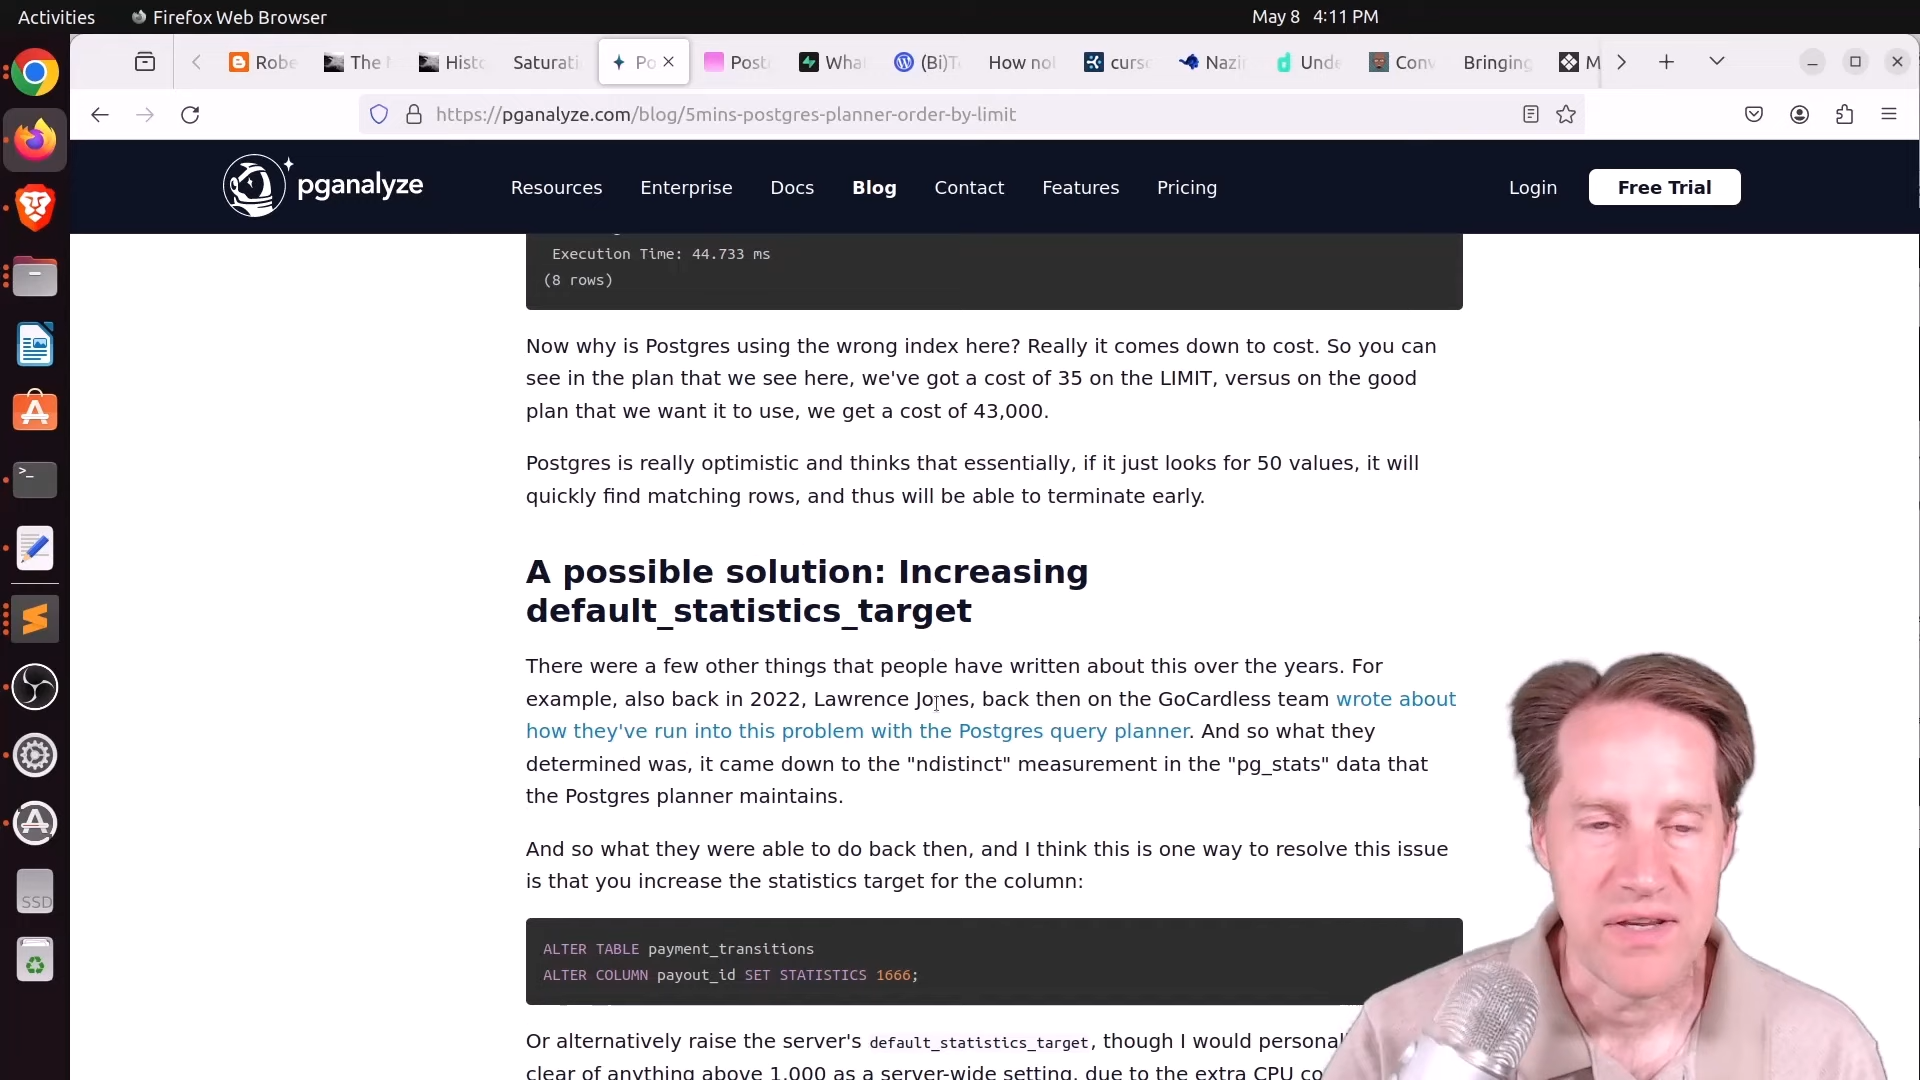 Activities
Firefox Web Browser
May 8 4:11 PM
Robe
The
Histo
Saturati
Po
Post
Wha
(Bi)T
How no
curs
Nazi
Unde
Conv
Bringing
M
https://pganalyze.com/blog/5mins-postgres-planner-order-by-limit
pganalyze
Resources
Enterprise
Docs
Blog
Contact
Features
Pricing
Login
Free Trial
Execution Time: 44.733 ms
(8 rows)
Now why is Postgres using the wrong index here? Really it comes down to cost. So you can
see in the plan that we see here, we've got a cost of 35 on the LIMIT, versus on the good
plan that we want it to use, we get a cost of 43,000.
Postgres is really optimistic and thinks that essentially, if it just looks for 50 values, it will
quickly find matching rows, and thus will be able to terminate early.
A possible solution: Increasing
default_statistics_target
There were a few other things that people have written about this over the years. For
example, also back in 2022, Lawrence Jones, back then on the GoCardless team wrote about
how they've run into this problem with the Postgres query planner. And so what they
determined was, it came down to the "ndistinct" measurement in the "pg_stats" data that
the Postgres planner maintains.
And so what they were able to do back then, and I think this is one way to resolve this issue
is that you increase the statistics target for the column:
ALTER TABLE payment_transitions
ALTER COLUMN payout_id SET STATISTICS 1666;
Or alternatively raise the server's default_statistics_target, though I would personal
clear of anything above 1,000 as a server-wide setting, due to the extra CPU co
SSD